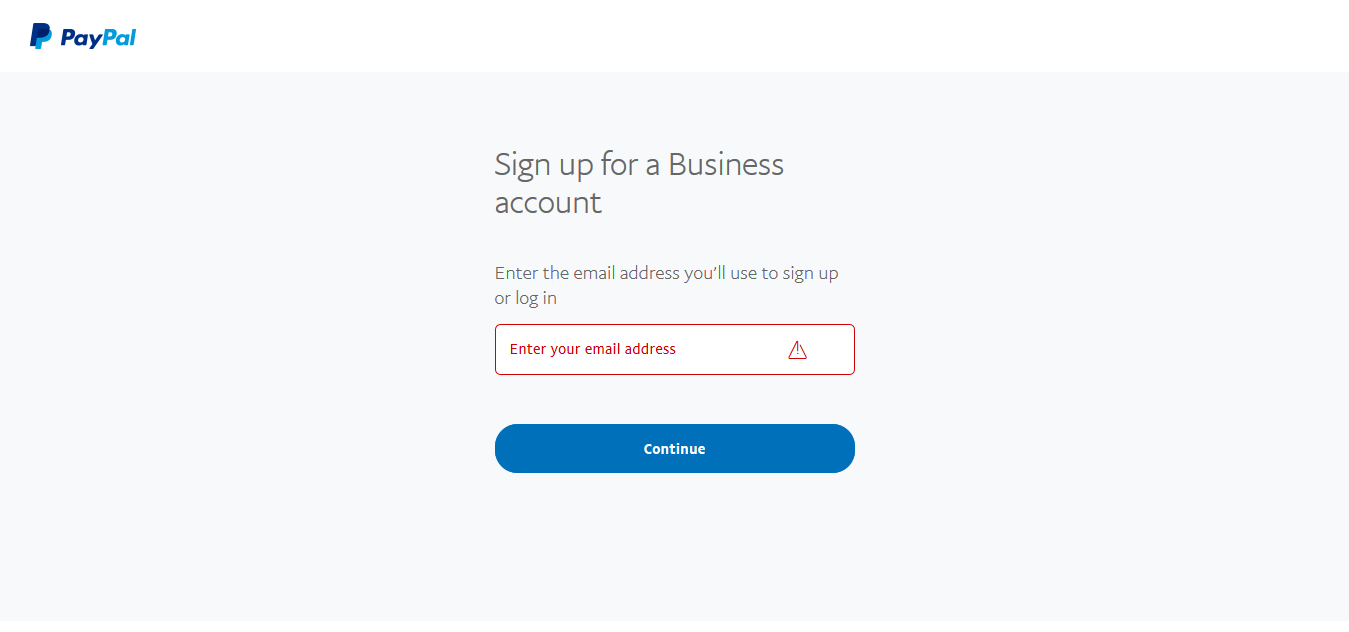 PayPal
Sign up for a Business
account
Enter the email address you'll use to sign up
or log in
Enter your email address
Continue